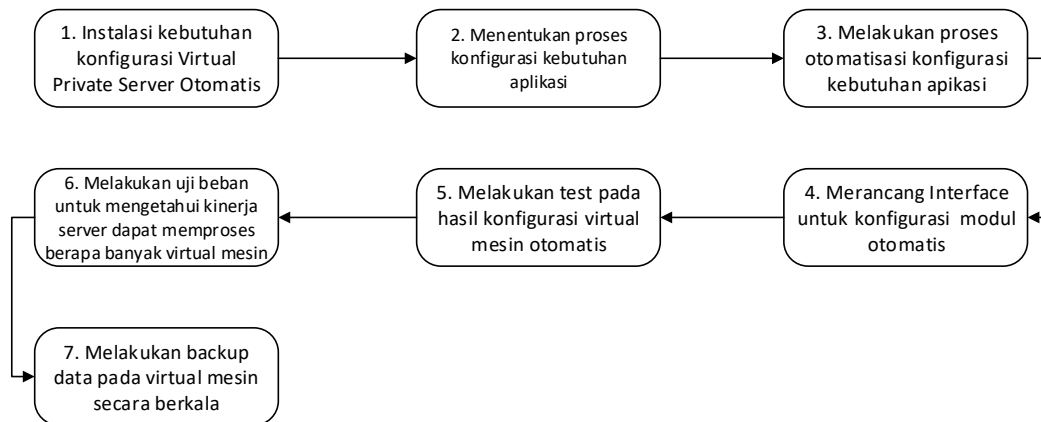 1. Instalasi kebutuhan
konfigurasi Virtual
Private Server Otomatis
2. Menentukan proses
konfigurasi kebutuhan
aplikasi
3. Melakukan proses
otomatisasi konfigurasi
kebutuhan apikasi
4. Merancang Interface
untuk konfigurasi modul
otomatis
5. Melakukan test pada
hasil konfigurasi virtual
mesin otomatis
6. Melakukan uji beban
untuk mengetahui kinerja
server dapat memproses
berapa banyak virtual mesin
7. Melakukan backup
data pada virtual mesin
secara berkala